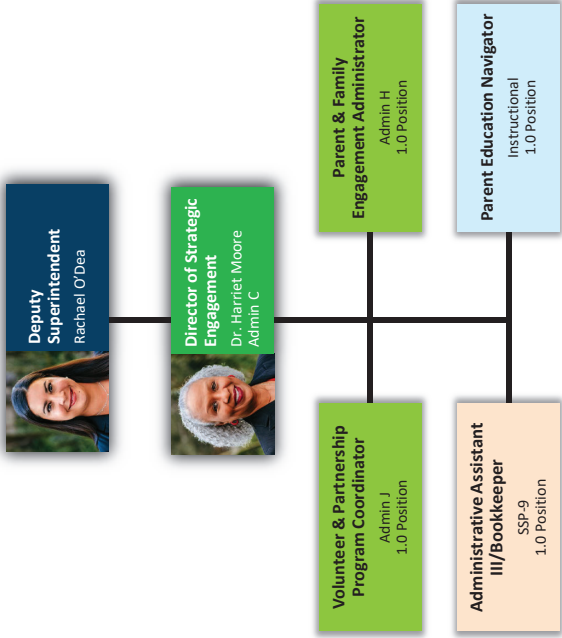 Deputy
Superintendent
Rachael O'Dea
Director of Strategic
Engagement
Dr. Harriet Moore
Admin C
Volunteer & Partnership
Program Coordinator
Admin J
1.0 Position
Parent & Family
Engagement Administrator
Admin H
1.0 Position
Administrative Assistant
III/Bookkeeper
SSP-9
1.0 Position
Parent Education Navigator
Instructional
1.0 Position